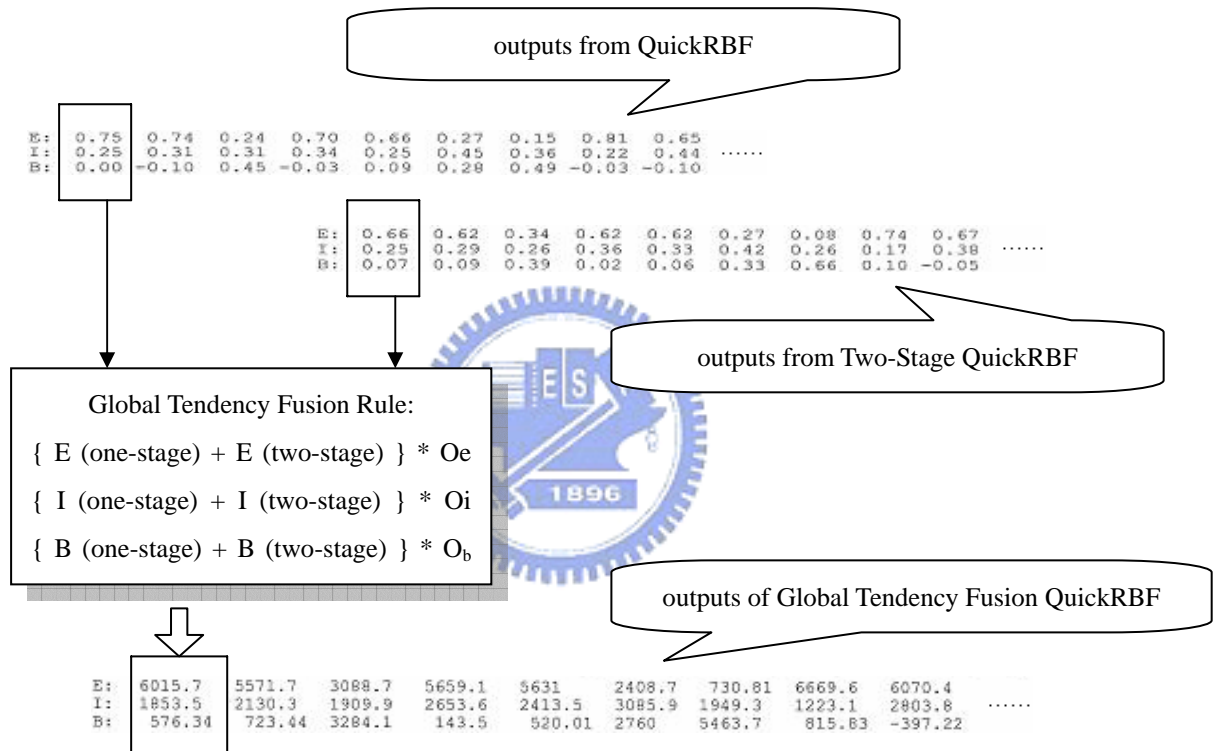 outputs from QuickRBF
E: 0.75 0.74 0.24 0.70 0.66 0.27 0.15 0.81 0.65
I: 0.25 0.31 0.31 0.34 0.25 0.45 0.36 0.22 0.44 ······
B: 0.00 -0.10 0.45 -0.03 0.09 0.28 0.49 -0.03 -0.10
E: 0.66 0.62 0.34 0.62 0.62 0.27 0.08 0.74 0.67
I: 0.25 0.29 0.26 0.36 0.33 0.42 0.26 0.17 0.38 ······
B: 0.07 0.09 0.39 0.02 0.06 0.33 0.66 0.10 -0.05
outputs from Two-Stage QuickRBF
Global Tendency Fusion Rule:
{ E (one-stage) + E (two-stage) } * Oe
{ I (one-stage) + I (two-stage) } * Oi
{ B (one-stage) + B (two-stage) } * Ob
E S
1896
outputs of Global Tendency Fusion QuickRBF
E: 6015.7 5571.7 3088.7 5659.1 5631 2408.7 730.81 6669.6 6070.4
I: 1853.5 2130.3 1909.9 2653.6 2413.5 3085.9 1949.3 1223.1 2803.8 ······
B: 576.34 723.44 3284.1 143.5 520.01 2760 5463.7 815.83 -397.22